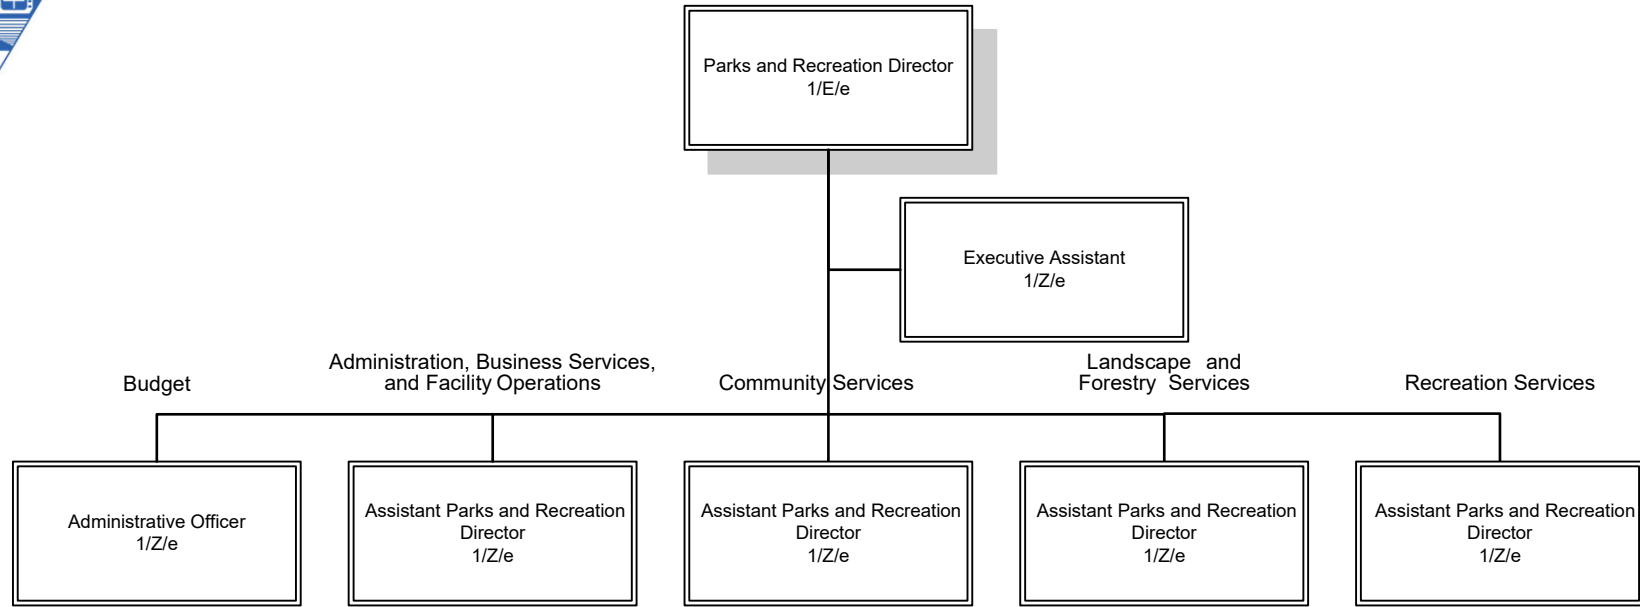 Parks and Recreation Director
1/E/e
Executive Assistant
1/Z/e
Budget
Administration, Business Services,
and Facility Operations
Community Services
Landscape and
Forestry Services
Recreation Services
Administrative Officer
1/Z/e
Assistant Parks and Recreation
Director
1/Z/e
Assistant Parks and Recreation
Director
1/Z/e
Assistant Parks and Recreation
Director
1/Z/e
Assistant Parks and Recreation
Director
1/Z/e